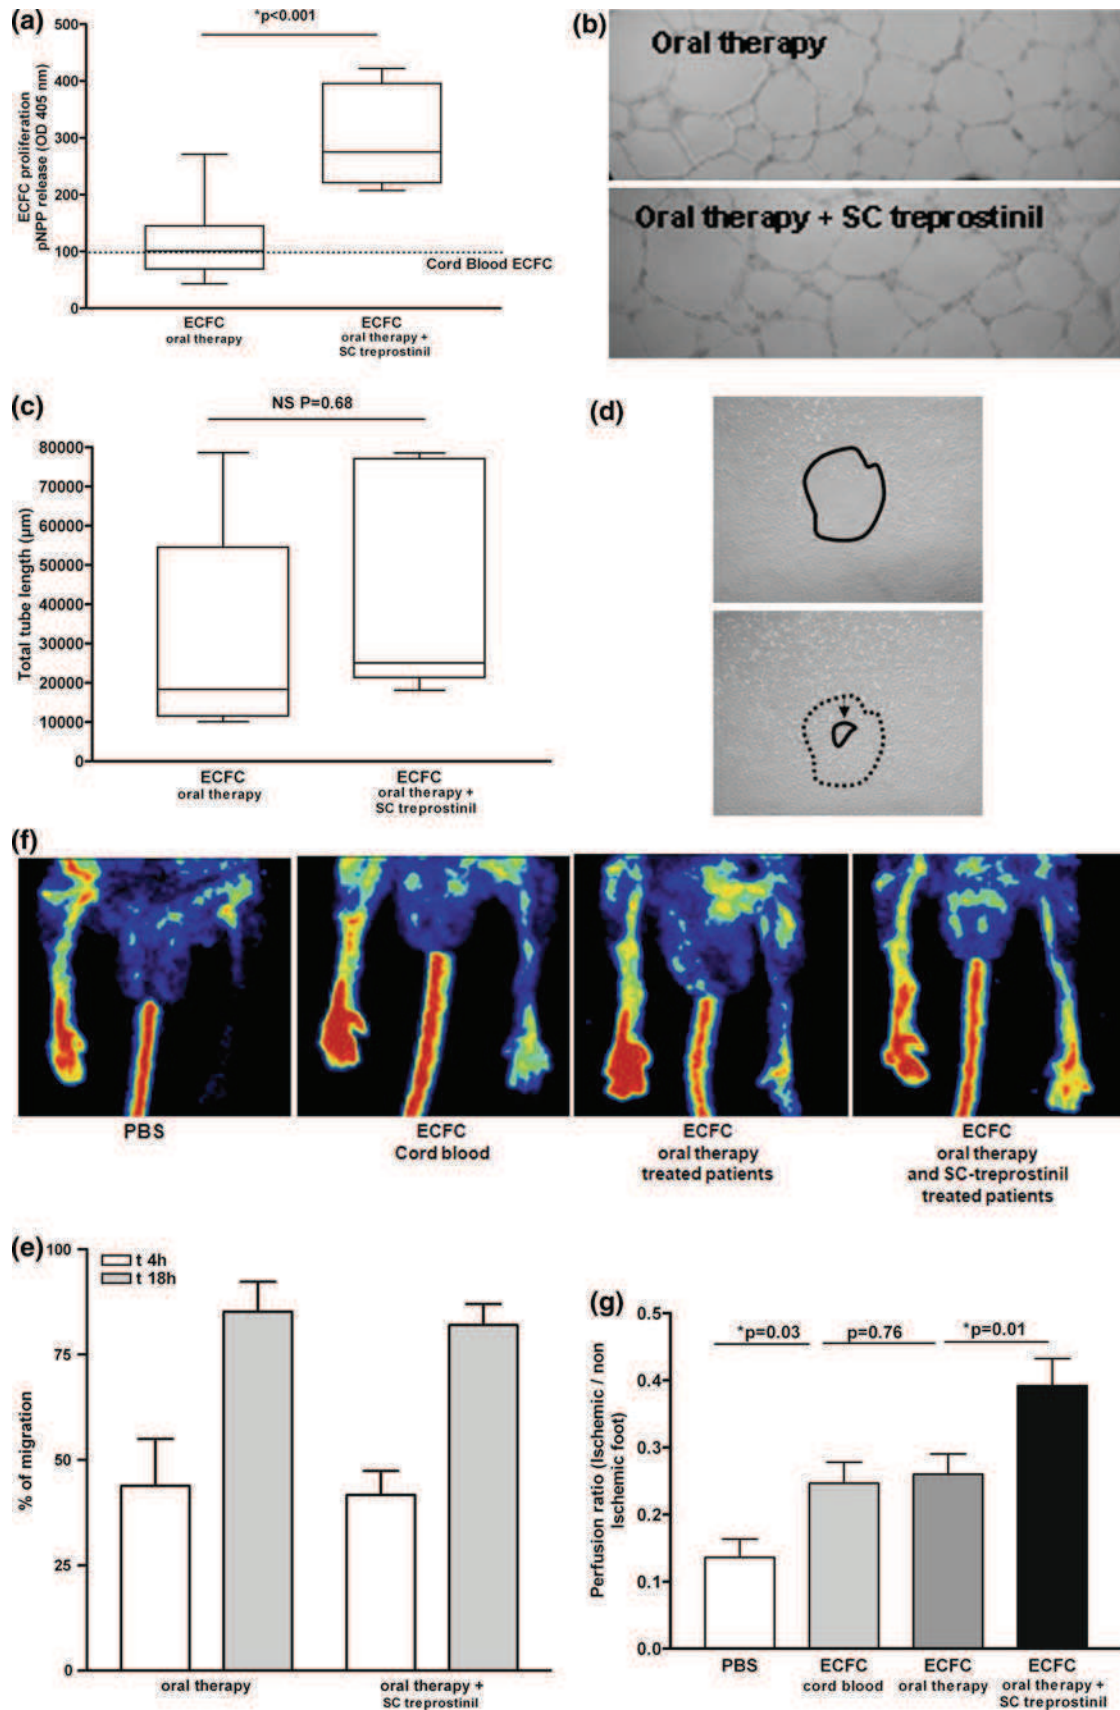 (a)
*p<0.001
ECFC proliferation
pNPP release (OD 405 nm)
500
400
300
200
100
0
Cord Blood ECFC
ECFC
oral therapy
ECFC
oral therapy +
SC treprostinil
(b)
Oral therapy
Oral therapy + SC treprostinil
(c)
NS P=0.68
Total tube length (µm)
80000
70000
60000
50000
40000
30000
20000
10000
0
ECFC
oral therapy
ECFC
oral therapy +
SC treprostinil
(d)
(f)
PBS
ECFC
Cord blood
ECFC
oral therapy
treated patients
ECFC
oral therapy
and SC-treprostinil
treated patients
(e)
t 4h
t 18h
% of migration
100
75
50
25
0
oral therapy
oral therapy +
SC treprostinil
(g)
*p=0.03
p=0.76
*p=0.01
Perfusion ratio (Ischemic / non
Ischemic foot)
0.5
0.4
0.3
0.2
0.1
0.0
PBS
ECFC
cord blood
ECFC
oral therapy
ECFC
oral therapy +
SC treprostinil